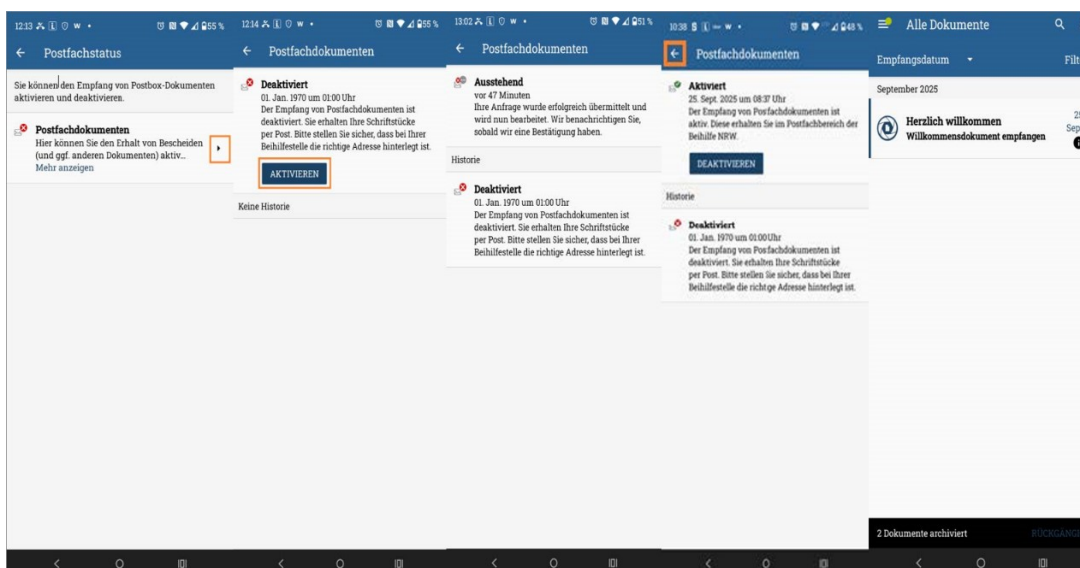 12:13 W • 55 %
Postfachstatus
Sie können den Empfang von Postbox-Dokumenten
aktivieren und deaktivieren.
Postfachdokumenten
Hier können Sie den Erhalt von Bescheiden
(und ggf. anderen Dokumenten) aktiv...
Mehr anzeigen
12:14 W • 55 %
Postfachdokumenten
Deaktiviert
01. Jan. 1970 um 01:00 Uhr
Der Empfang von Postfachdokumenten ist
deaktiviert. Sie erhalten Ihre Schriftstücke
per Post. Bitte stellen Sie sicher, dass bei Ihrer
Beihilfestelle die richtige Adresse hinterlegt ist.
AKTIVIEREN
Keine Historie
13:02 W • 51 %
Postfachdokumenten
Ausstehend
vor 47 Minuten
Ihre Anfrage wurde erfolgreich übermittelt und
wird nun bearbeitet. Wir benachrichtigen Sie,
sobald wir eine Bestätigung haben.
Historie
Deaktiviert
01. Jan. 1970 um 01:00 Uhr
Der Empfang von Postfachdokumenten ist
deaktiviert. Sie erhalten Ihre Schriftstücke
per Post. Bitte stellen Sie sicher, dass bei Ihrer
Beihilfestelle die richtige Adresse hinterlegt ist.
10:38 W • 48 %
Postfachdokumenten
Aktiviert
25. Sept. 2025 um 08:37 Uhr
Der Empfang von Postfachdokumenten ist
aktiv. Diese erhalten Sie im Postfachbereich der
Beihilfe NRW.
DEAKTIVIEREN
Historie
Deaktiviert
01. Jan. 1970 um 01:00 Uhr
Der Empfang von Postfachdokumenten ist
deaktiviert. Sie erhalten Ihre Schriftstücke
per Post. Bitte stellen Sie sicher, dass bei Ihrer
Beihilfestelle die richtige Adresse hinterlegt ist.
Alle Dokumente
Empfangsdatum Filt
September 2025
Herzlich willkommen
Willkommensdokument empfangen
Sep
2 Dokumente archiviert RÜCKGÄNG